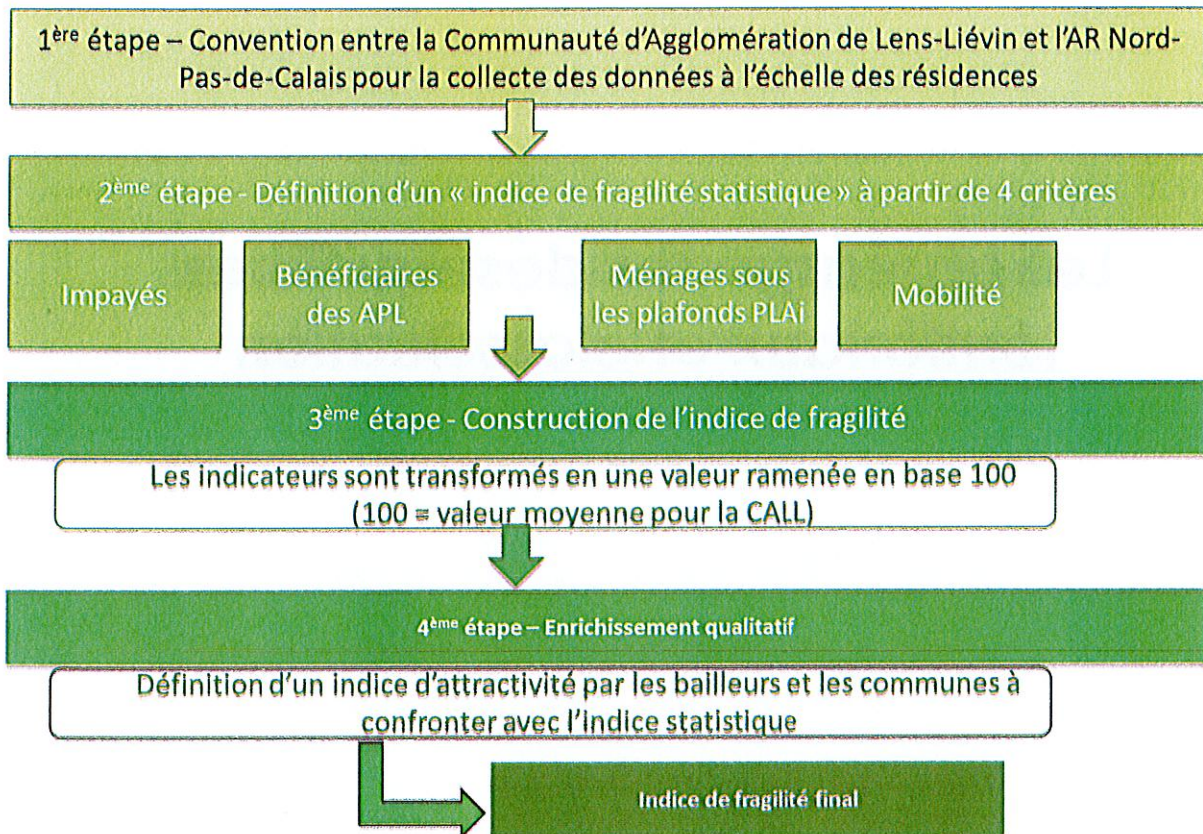 1ère étape – Convention entre la Communauté d'Agglomération de Lens-Liévin et l'AR Nord-
Pas-de-Calais pour la collecte des données à l'échelle des résidences
2ème étape - Définition d'un « indice de fragilité statistique » à partir de 4 critères
Impayés
Bénéficiaires
des APL
Ménages sous
les plafonds PLAi
Mobilité
3ème étape - Construction de l'indice de fragilité
Les indicateurs sont transformés en une valeur ramenée en base 100
(100 = valeur moyenne pour la CALL)
4ème étape – Enrichissement qualitatif
Définition d'un indice d'attractivité par les bailleurs et les communes à
confronter avec l'indice statistique
Indice de fragilité final